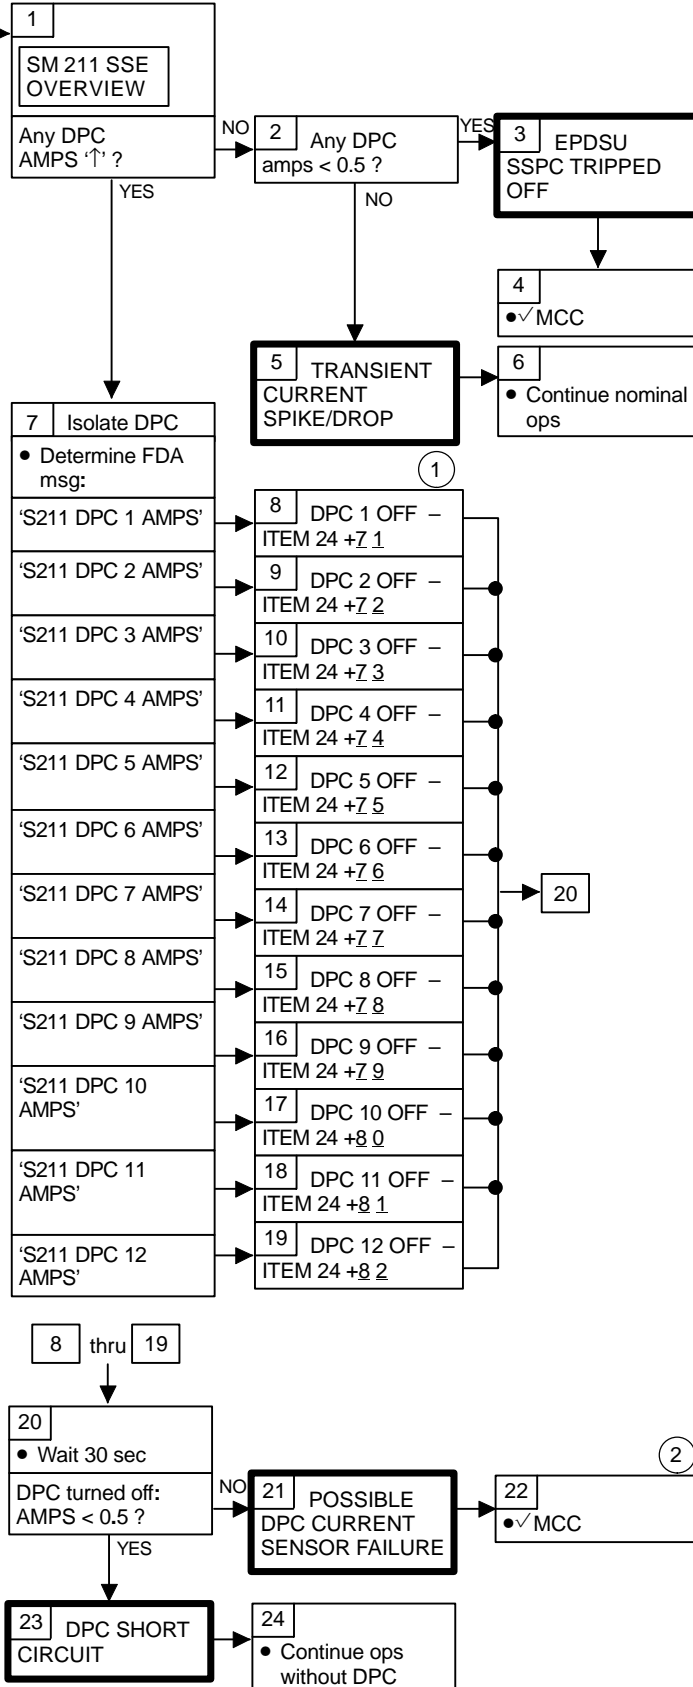 1
SM 211 SSE
OVERVIEW
Any DPC
AMPS ‘↑’ ?
NO
YES
2 Any DPC
amps < 0.5 ?
YES
NO
3 EPDSU
SSPC TRIPPED
OFF
4
●√MCC
5 TRANSIENT
CURRENT
SPIKE/DROP
6
● Continue nominal
ops
7 Isolate DPC
● Determine FDA
msg:
1
‘S211 DPC 1 AMPS’
8 DPC 1 OFF –
ITEM 24 +7 1
‘S211 DPC 2 AMPS’
9 DPC 2 OFF –
ITEM 24 +7 2
‘S211 DPC 3 AMPS’
10 DPC 3 OFF –
ITEM 24 +7 3
‘S211 DPC 4 AMPS’
11 DPC 4 OFF –
ITEM 24 +7 4
‘S211 DPC 5 AMPS’
12 DPC 5 OFF –
ITEM 24 +7 5
‘S211 DPC 6 AMPS’
13 DPC 6 OFF –
ITEM 24 +7 6
‘S211 DPC 7 AMPS’
14 DPC 7 OFF –
ITEM 24 +7 7
20
‘S211 DPC 8 AMPS’
15 DPC 8 OFF –
ITEM 24 +7 8
‘S211 DPC 9 AMPS’
16 DPC 9 OFF –
ITEM 24 +7 9
‘S211 DPC 10
AMPS’
17 DPC 10 OFF –
ITEM 24 +8 0
‘S211 DPC 11
AMPS’
18 DPC 11 OFF –
ITEM 24 +8 1
‘S211 DPC 12
AMPS’
19 DPC 12 OFF –
ITEM 24 +8 2
8 thru 19
20
● Wait 30 sec
DPC turned off:
AMPS < 0.5 ?
NO
YES
21 POSSIBLE
DPC CURRENT
SENSOR FAILURE
2
22
●√MCC
23 DPC SHORT
CIRCUIT
24
● Continue ops
without DPC